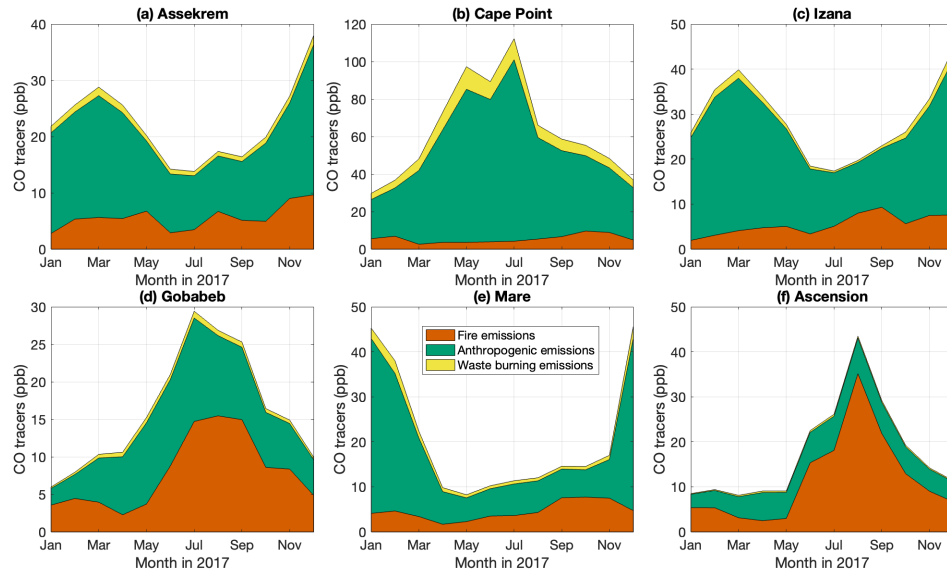 (a) Assekrem
CO tracers (ppb)
40
30
20
10
0
Jan Mar May Jul Sep Nov
Month in 2017
(b) Cape Point
CO tracers (ppb)
120
100
80
60
40
20
0
Jan Mar May Jul Sep Nov
Month in 2017
(c) Izana
CO tracers (ppb)
50
40
30
20
10
0
Jan Mar May Jul Sep Nov
Month in 2017
(d) Gobabeb
CO tracers (ppb)
30
25
20
15
10
5
0
Jan Mar May Jul Sep Nov
Month in 2017
(e) Mare
CO tracers (ppb)
50
40
30
20
10
0
Fire emissions
Anthropogenic emissions
Waste burning emissions
Jan Mar May Jul Sep Nov
Month in 2017
(f) Ascension
CO tracers (ppb)
50
40
30
20
10
0
Jan Mar May Jul Sep Nov
Month in 2017